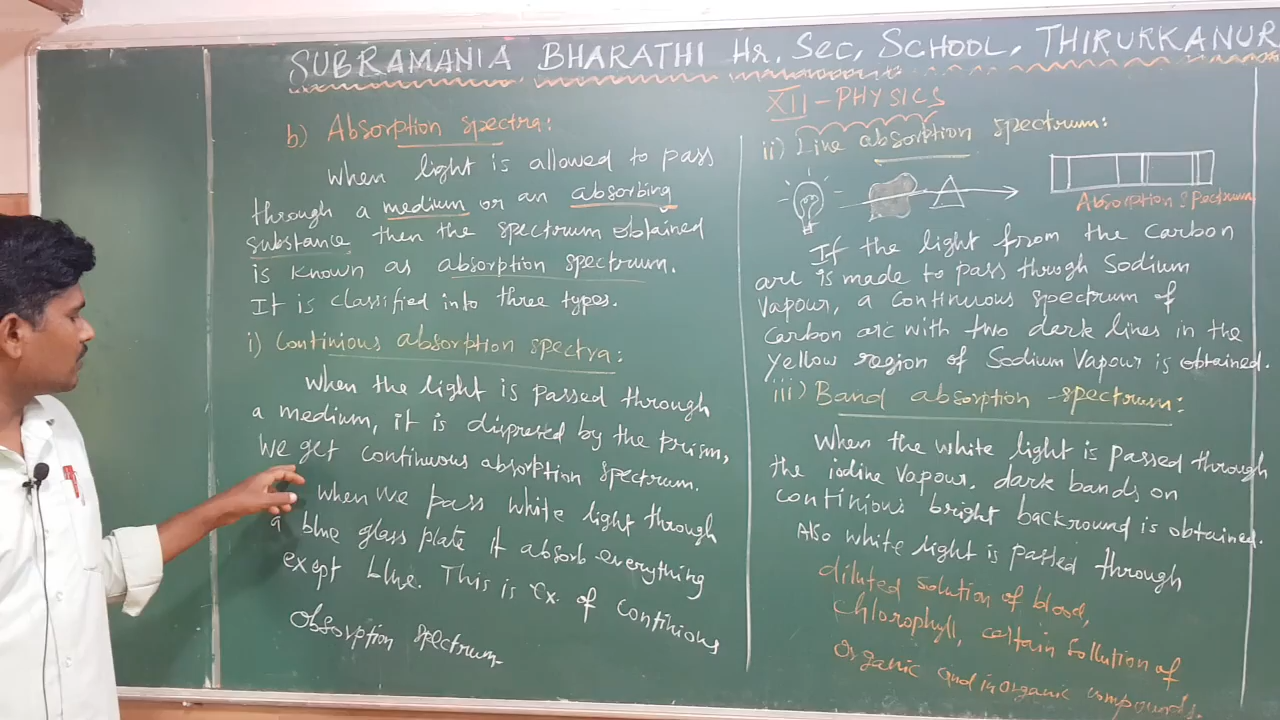 SUBRAMANIA BHARATHI Hr. Sec, SCHOOL, THIRUKKANUR
XII - PHYSICS
b) Absorption spectra:
When light is allowed to pass
through a medium or an absorbing
substance then the spectrum obtained
is known as absorption spectrum.
It is classified into three types.
i) Continious absorption spectra:
When the light is passed through
a medium, it is dispresed by the prism,
We get continuous absorption spectrum.
When we pass white light through
a blue glass plate it absorb everything
exept blue. This is Ex. of continious
absorption spectrum.
ii) Line absorption spectrum:
Absorption Spectrum
If the light from the carbon
arc is made to pass through Sodium
Vapour, a continuous spectrum of
Carbon arc with two dark lines in the
yellow region of Sodium Vapour is obtained.
iii) Band absorption spectrum:
When the white light is passed through
the iodine vapour, dark bands on
continious bright backround is obtained.
Also white light is passed through
diluted solution of blood,
chlorophyll, certain sollution of
organic and inorganic compounds.